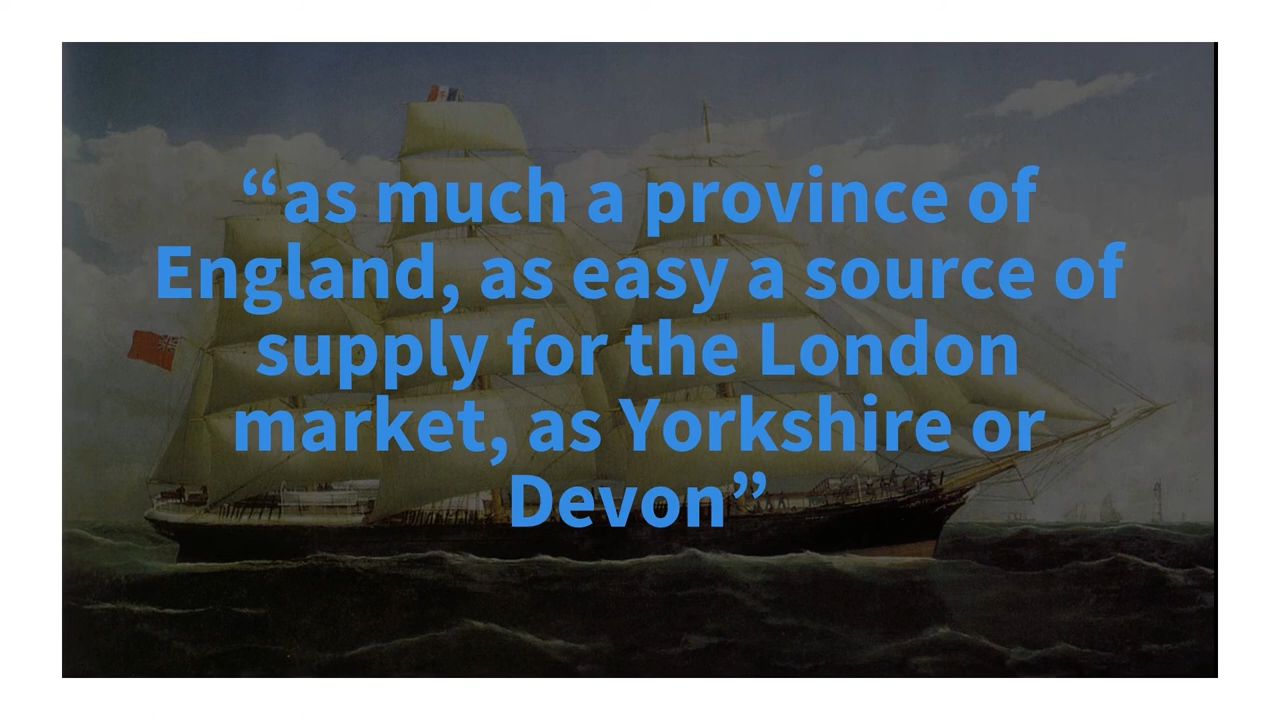 “as much a province of
England, as easy a source of
supply for the London
market, as Yorkshire or
Devon”